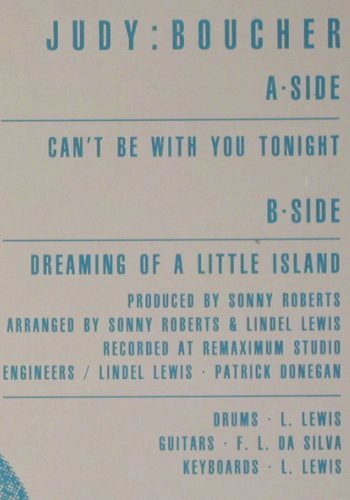 JUDY:BOUCHER
A·SIDE
CAN'T BE WITH YOU TONIGHT
B·SIDE
DREAMING OF A LITTLE ISLAND
PRODUCED BY SONNY ROBERTS
ARRANGED BY SONNY ROBERTS & LINDEL LEWIS
RECORDED AT REMAXIMUM STUDIO
ENGINEERS / LINDEL LEWIS · PATRICK DONEGAN
DRUMS · L. LEWIS
GUITARS · F. L. DA SILVA
KEYBOARDS · L. LEWIS